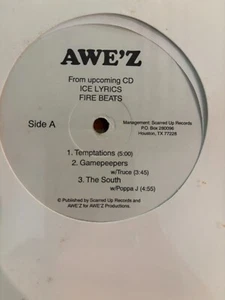 AWE'Z
From upcoming CD
ICE LYRICS
FIRE BEATS
Side A
Management: Scarred Up Records
P.O. Box 280096
Houston, TX 77228
1. Temptations (5:00)
2. Gamepeepers
w/Truce (3:45)
3. The South
w/Poppa J (4:55)
© Published by Scarred Up Records and
AWE'Z for AWE'Z Productions.